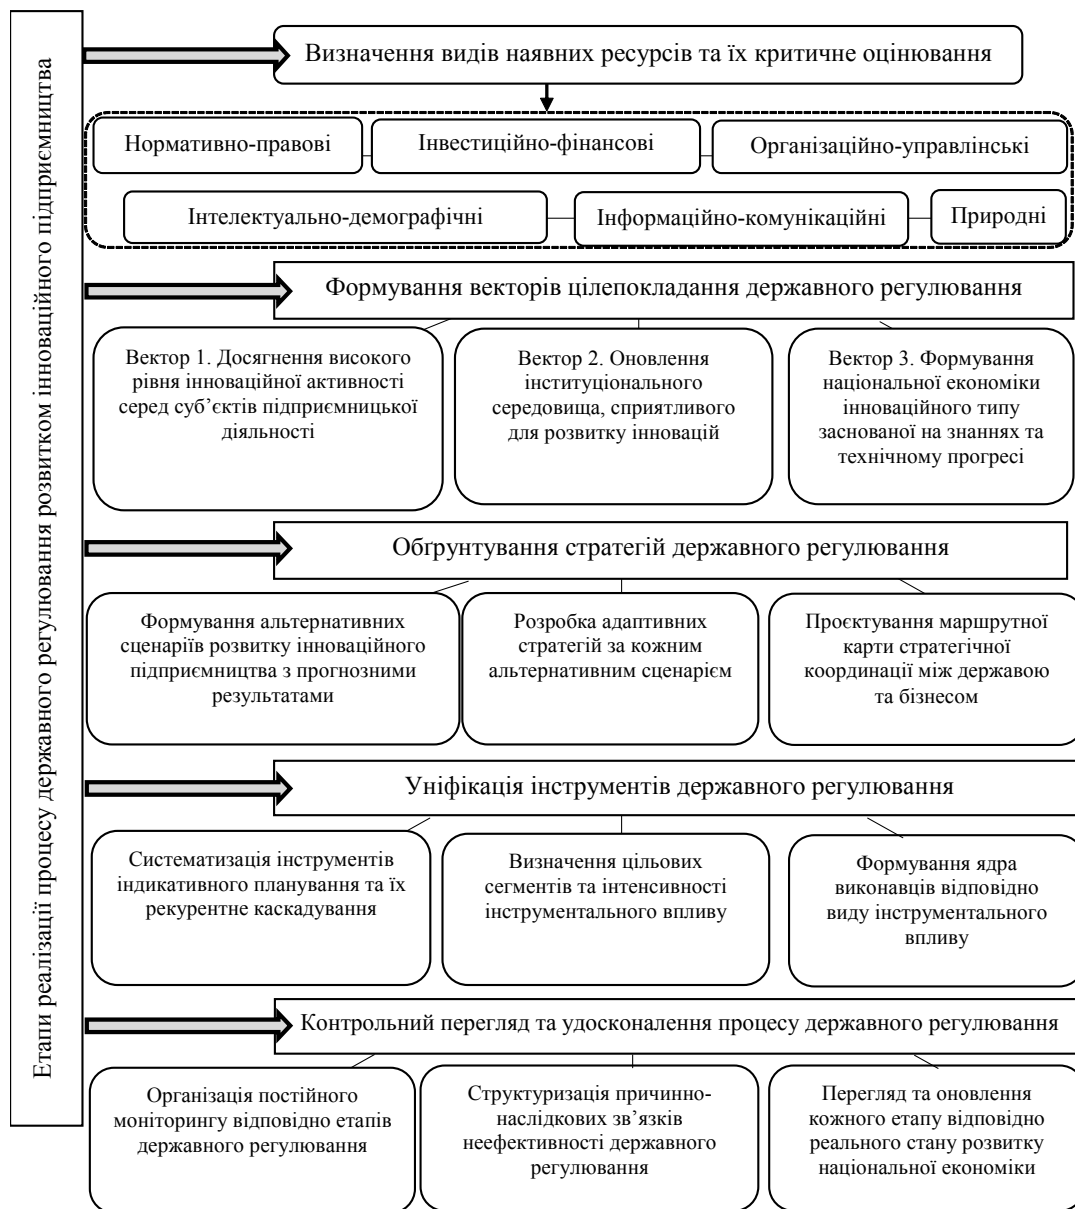 Етапи реалізації процесу державного регулювання розвитком інноваційного підприємництва
Визначення видів наявних ресурсів та їх критичне оцінювання
Нормативно-правові
Інвестиційно-фінансові
Організаційно-управлінські
Інтелектуально-демографічні
Інформаційно-комунікаційні
Природні
Формування векторів цілепокладання державного регулювання
Вектор 1. Досягнення високого
рівня інноваційної активності
серед суб’єктів підприємницької
діяльності
Вектор 2. Оновлення
інституціонального
середовища, сприятливого
для розвитку інновацій
Вектор 3. Формування
національної економіки
інноваційного типу
заснованої на знаннях та
технічному прогресі
Обґрунтування стратегій державного регулювання
Формування альтернативних
сценаріїв розвитку інноваційного
підприємництва з прогнозними
результатами
Розробка адаптивних
стратегій за кожним
альтернативним сценарієм
Проєктування маршрутної
карти стратегічної
координації між державою
та бізнесом
Уніфікація інструментів державного регулювання
Систематизація інструментів
індикативного планування та їх
рекурентне каскадування
Визначення цільових
сегментів та інтенсивності
інструментального впливу
Формування ядра
виконавців відповідно
виду інструментального
впливу
Контрольний перегляд та удосконалення процесу державного регулювання
Організація постійного
моніторингу відповідно етапів
державного регулювання
Структуризація причинно-
наслідкових зв’язків
неефективності державного
регулювання
Перегляд та оновлення
кожного етапу відповідно
реального стану розвитку
національної економіки